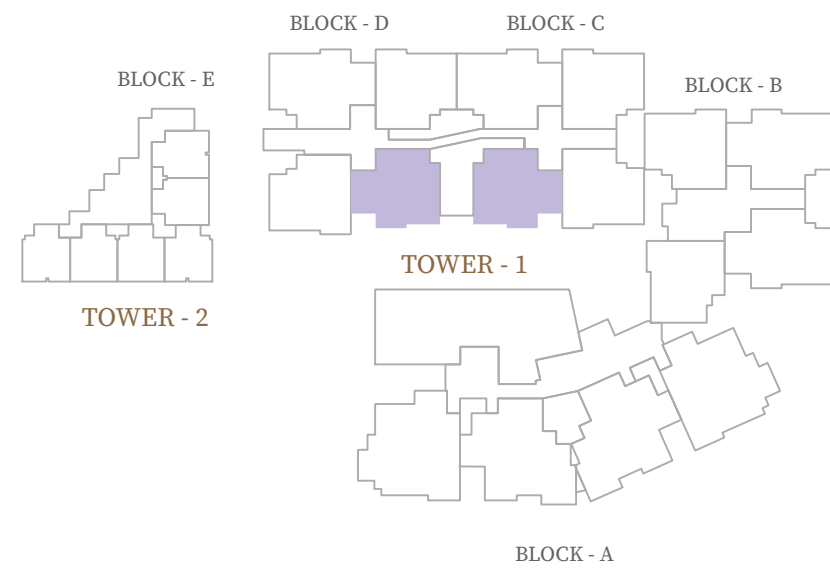 BLOCK - D
BLOCK - C
BLOCK - E
BLOCK - B
TOWER - 1
TOWER - 2
BLOCK - A